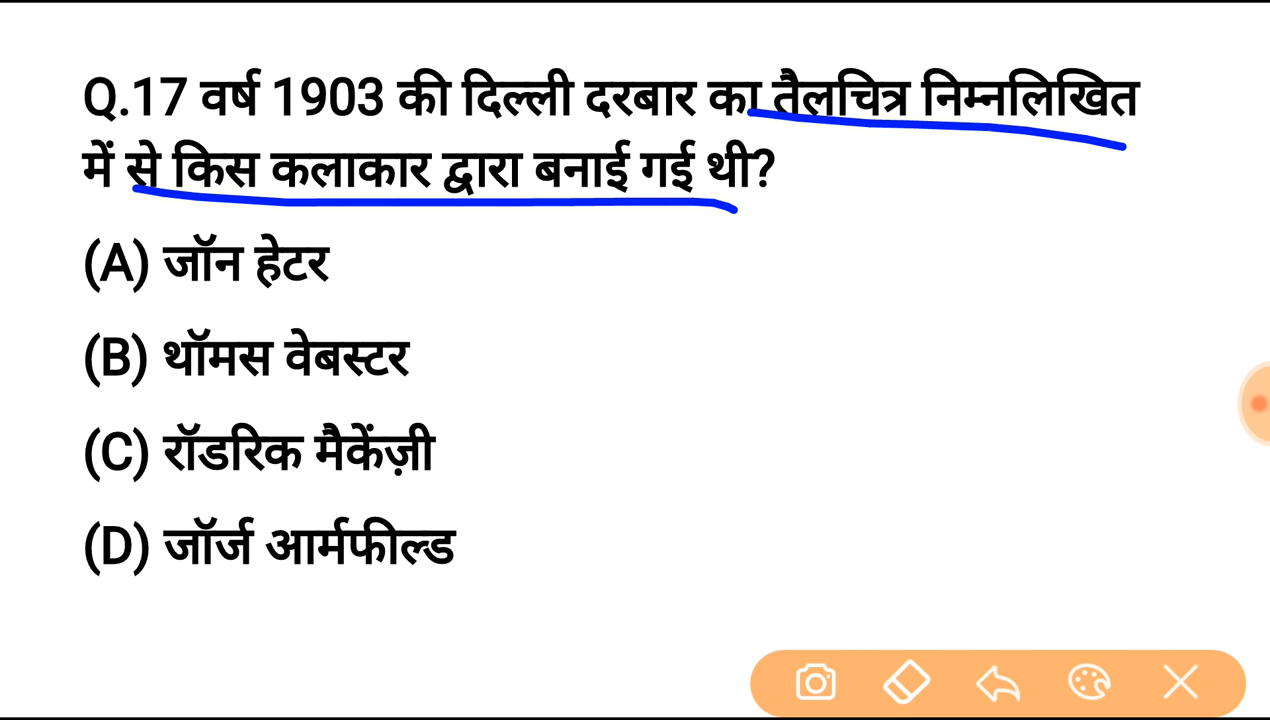 Q.17 वर्ष 1903 की दिल्ली दरबार का तैलचित्र निम्नलिखित
में से किस कलाकार द्वारा बनाई गई थी?
(A) जॉन हेटर
(B) थॉमस वेबस्टर
(C) रॉडरिक मैकेंज़ी
(D) जॉर्ज आर्मफील्ड